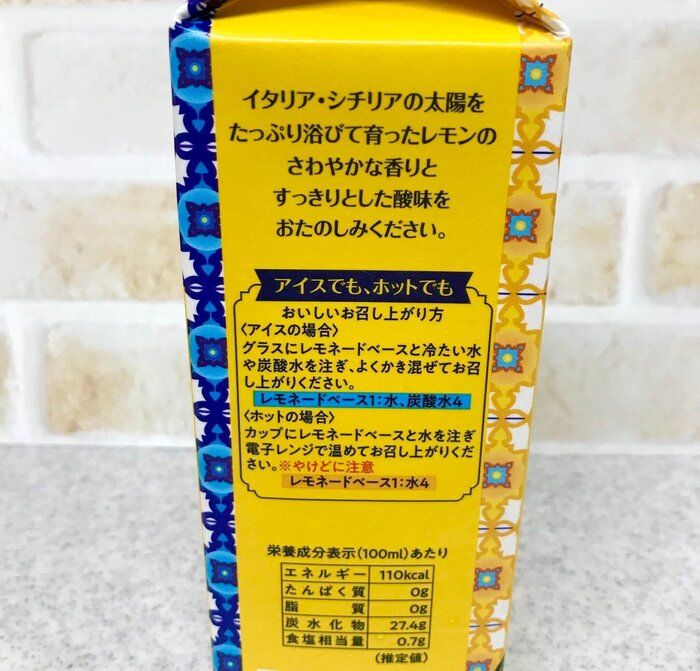 イタリア・シチリアの太陽を
たっぷり浴びて育ったレモンの
さわやかな香りと
すっきりとした酸味を
おたのしみください。
アイスでも、ホットでも
おいしいお召し上がり方
〈アイスの場合〉
グラスにレモネードベースと冷たい水
や炭酸水を注ぎ、よくかき混ぜてお召
し上がりください。
レモネードベース1:水、炭酸水4
〈ホットの場合〉
カップにレモネードベースと水を注ぎ
電子レンジで温めてお召し上がりくだ
さい。※やけどに注意
レモネードベース1:水4
栄養成分表示(100ml)あたり
エネルギー 110kcal
たんぱく質 0g
脂質 0g
炭水化物 27.4g
食塩相当量 0.7g
(推定値)